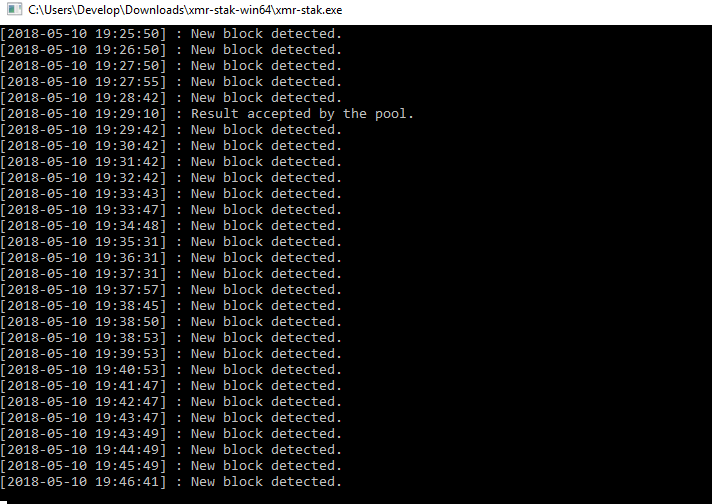 C:\Users\Develop\Downloads\xmr-stak-win64\xmr-stak.exe
[2018-05-10 19:25:50] : New block detected.
[2018-05-10 19:26:50] : New block detected.
[2018-05-10 19:27:50] : New block detected.
[2018-05-10 19:27:55] : New block detected.
[2018-05-10 19:28:42] : New block detected.
[2018-05-10 19:29:10] : Result accepted by the pool.
[2018-05-10 19:29:42] : New block detected.
[2018-05-10 19:30:42] : New block detected.
[2018-05-10 19:31:42] : New block detected.
[2018-05-10 19:32:42] : New block detected.
[2018-05-10 19:33:43] : New block detected.
[2018-05-10 19:33:47] : New block detected.
[2018-05-10 19:34:48] : New block detected.
[2018-05-10 19:35:31] : New block detected.
[2018-05-10 19:36:31] : New block detected.
[2018-05-10 19:37:31] : New block detected.
[2018-05-10 19:37:57] : New block detected.
[2018-05-10 19:38:45] : New block detected.
[2018-05-10 19:38:50] : New block detected.
[2018-05-10 19:38:53] : New block detected.
[2018-05-10 19:39:53] : New block detected.
[2018-05-10 19:40:53] : New block detected.
[2018-05-10 19:41:47] : New block detected.
[2018-05-10 19:42:47] : New block detected.
[2018-05-10 19:43:47] : New block detected.
[2018-05-10 19:43:49] : New block detected.
[2018-05-10 19:44:49] : New block detected.
[2018-05-10 19:45:49] : New block detected.
[2018-05-10 19:46:41] : New block detected.